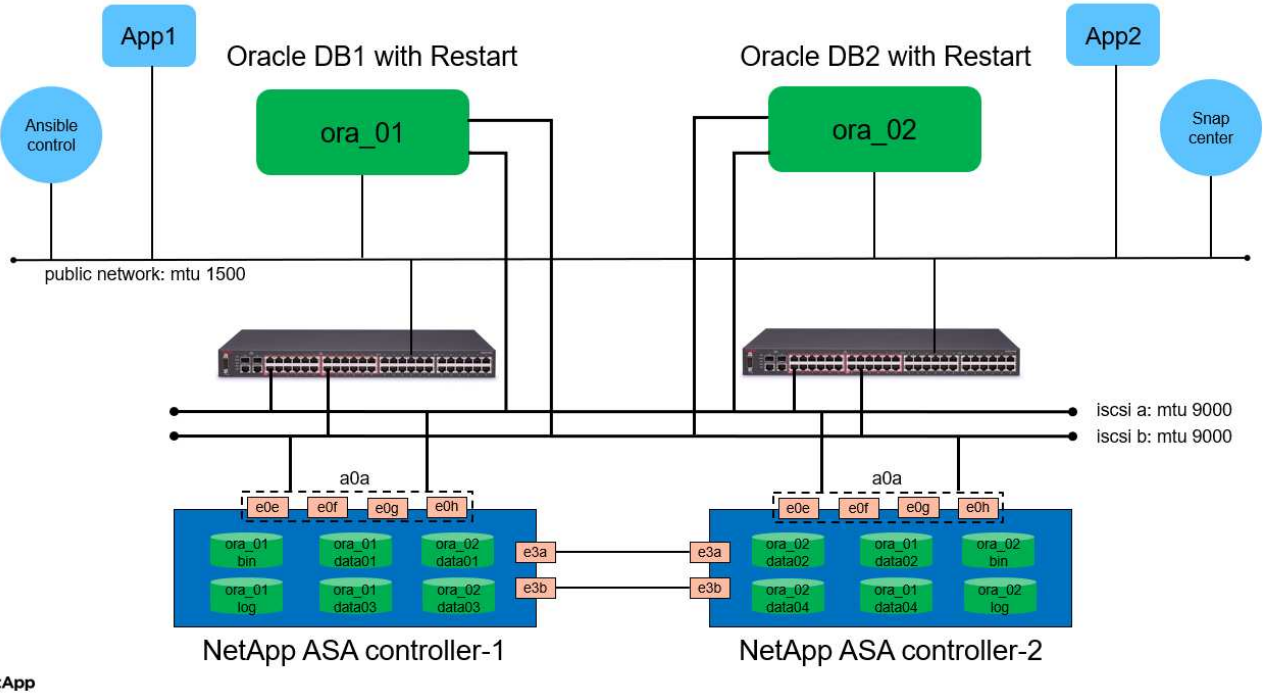 App1
App2
Oracle DB1 with Restart
Oracle DB2 with Restart
Ansible
control
ora_01
ora_02
Snap
center
public network: mtu 1500
iscsi a: mtu 9000
iscsi b: mtu 9000
a0a
a0a
e0e e0f e0g e0h
e0e e0f e0g e0h
ora_01
bin
ora_01
data01
ora_02
data01
e3a
ora_01
log
ora_01
data03
ora_02
data03
e3b
e3a
ora_02
data02
ora_01
data02
ora_02
bin
e3b
ora_02
data04
ora_01
data04
ora_02
log
NetApp ASA controller-1
NetApp ASA controller-2
tApp